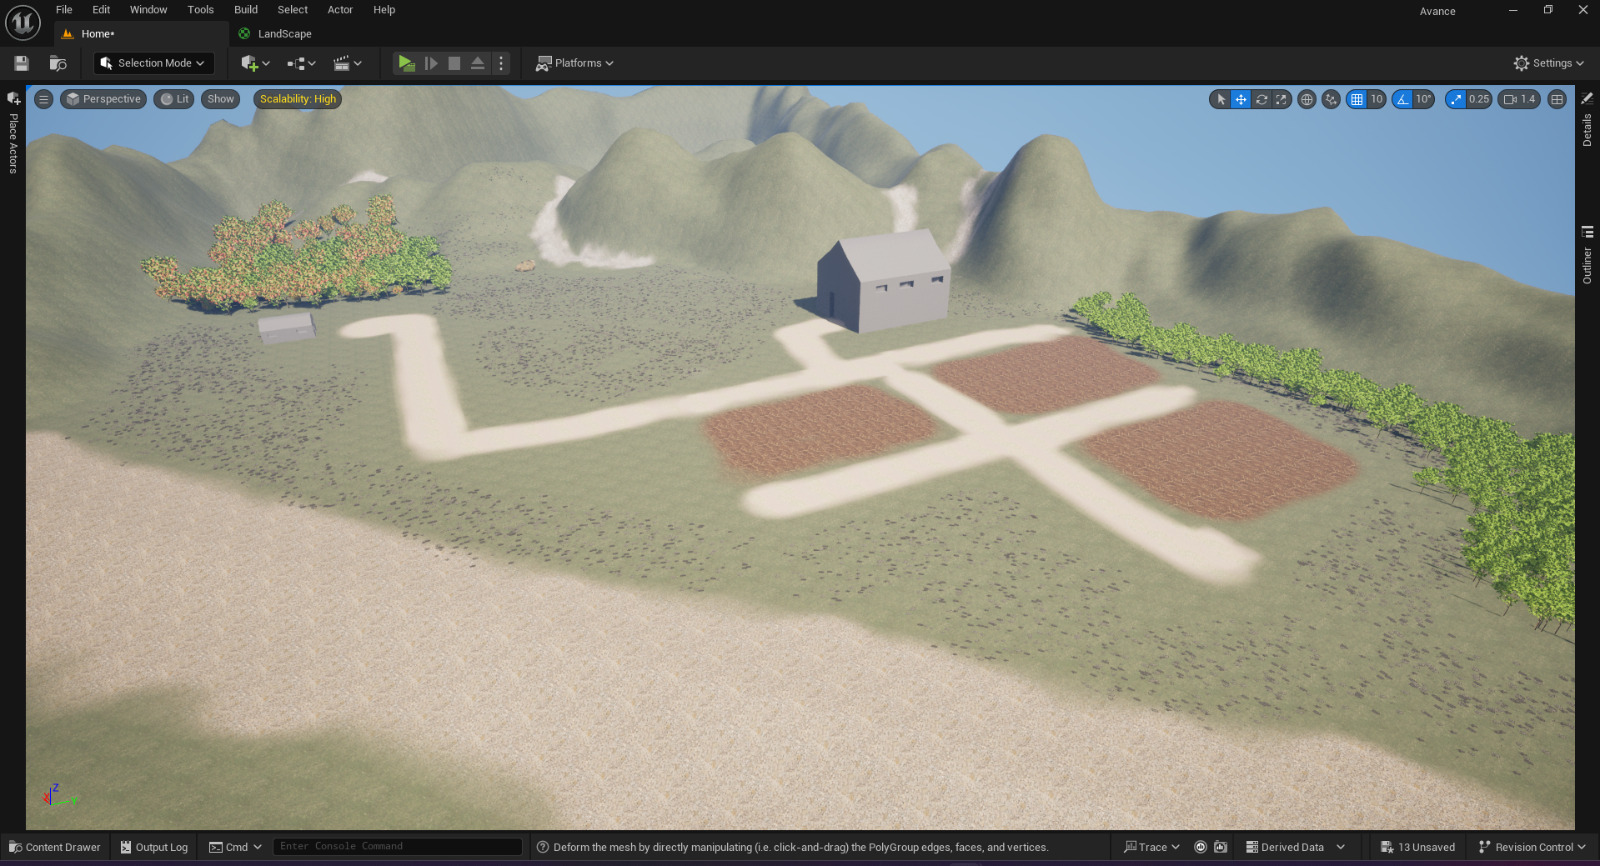 File Edit Window Tools Build Select Actor Help
Avance
Home•
LandScape
Selection Mode
Platforms
Settings
Place Actors
Perspective
Lit
Show
Scalability: High
10
10°
0.25
1.4
Details
Outliner
Z
Y
Content Drawer
Output Log
Cmd
Enter Console Command
Deform the mesh by directly manipulating (i.e. click-and-drag) the PolyGroup edges, faces, and vertices.
Trace
Derived Data
13 Unsaved
Revision Control